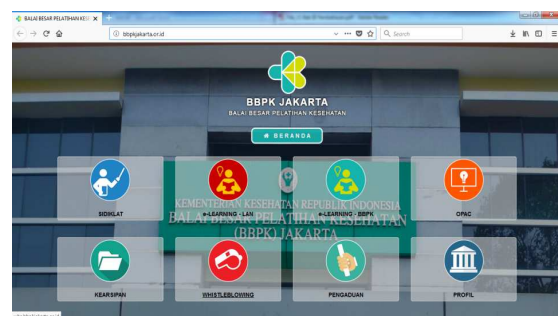 BALAI BESAR PELATIHAN KES
bbpkjakarta.or.id
Search
BBPK JAKARTA
BALAI BESAR PELATIHAN KESEHATAN
BERANDA
KEMENTERIAN KESEHATAN REPUBLIK INDONESIA
BALAI BESAR PELATIHAN KESEHATAN
(BBPK) JAKARTA
SIDIKLAT
e-LEARNING - LAN
e-LEARNING - BBPK
OPAC
KEARSIPAN
WHISTLEBLOWING
PENGADUAN
PROFIL